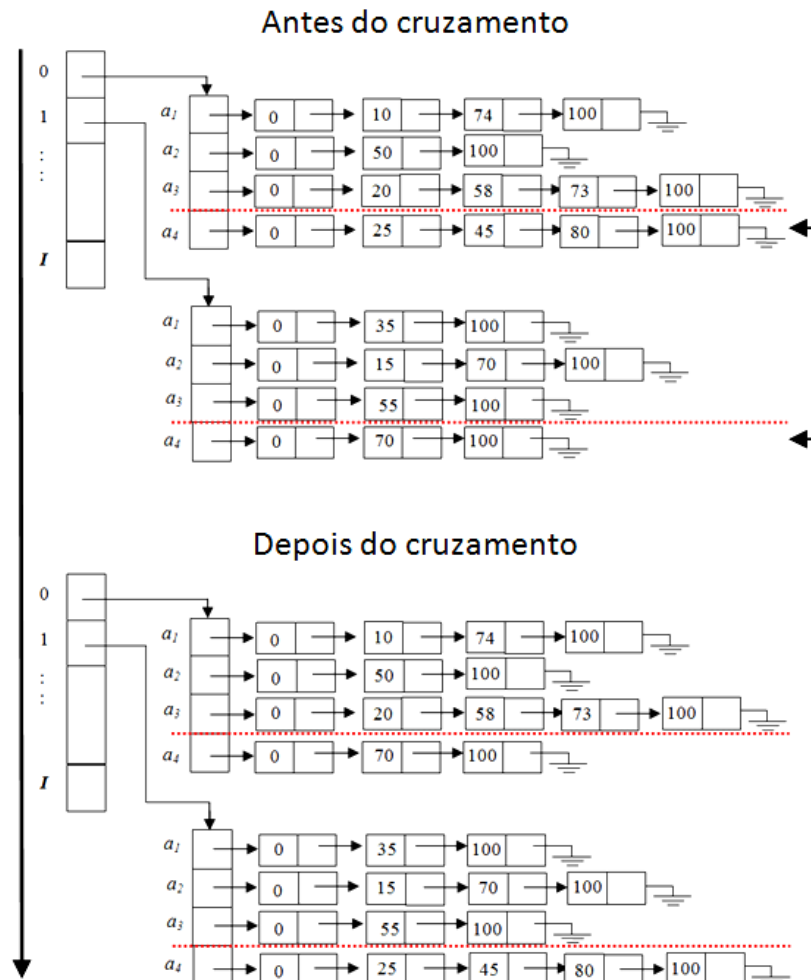 Antes do cruzamento
0
a1 0 10 74 100
1
a2 0 50 100
:
:
a3 0 20 58 73 100
a4 0 25 45 80 100
I
a1 0 35 100
a2 0 15 70 100
a3 0 55 100
a4 0 70 100
Depois do cruzamento
0
a1 0 10 74 100
1
a2 0 50 100
:
:
a3 0 20 58 73 100
a4 0 70 100
I
a1 0 35 100
a2 0 15 70 100
a3 0 55 100
a4 0 25 45 80 100